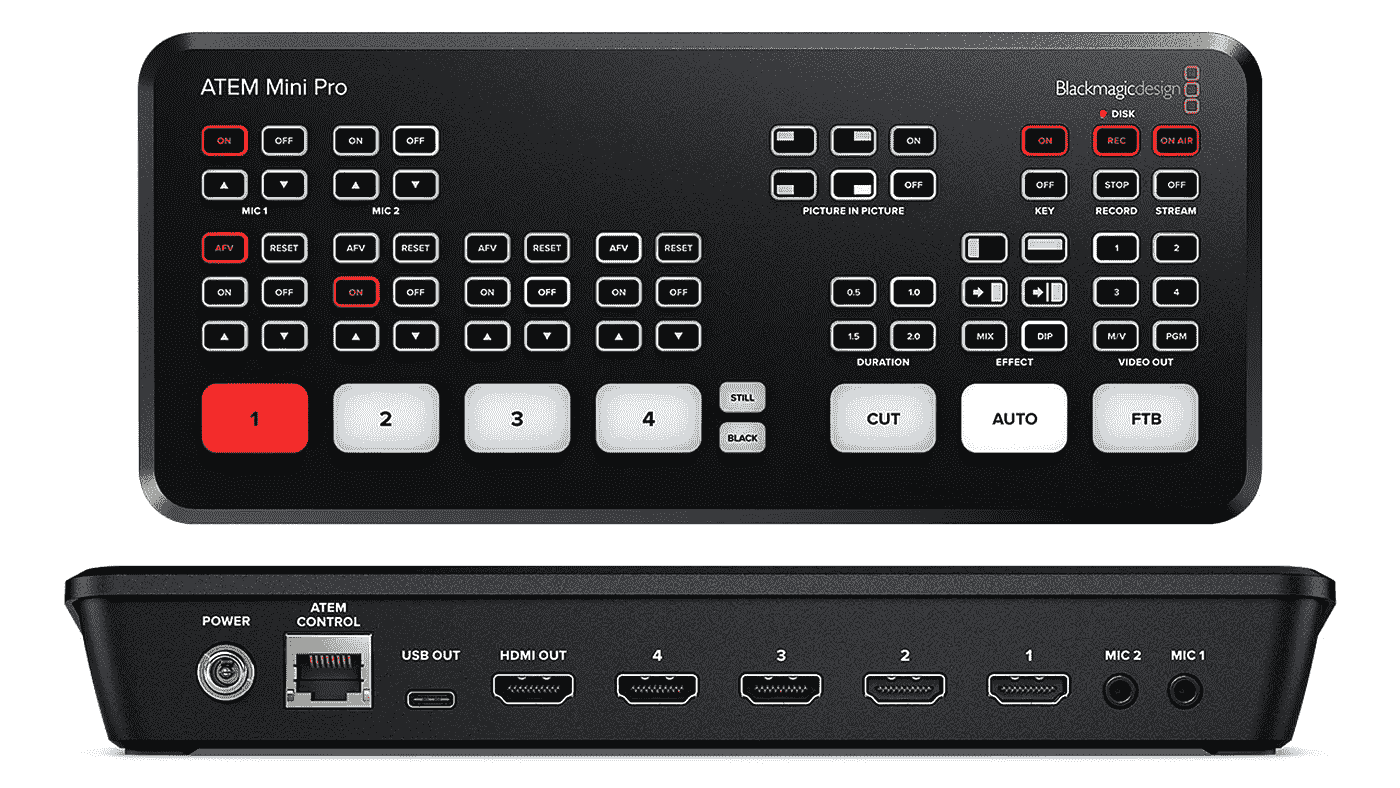 ATEM Mini Pro
Blackmagicdesign
DISK
ON OFF ON OFF ON ON REC ON AIR
OFF OFF STOP OFF
MIC 1 MIC 2 PICTURE IN PICTURE KEY RECORD STREAM
AFV RESET AFV RESET AFV RESET AFV RESET 1 2
ON OFF ON OFF ON OFF ON OFF 0.5 1.0 3 4
1.5 2.0 MIX DIP M/V PGM
DURATION EFFECT VIDEO OUT
1 2 3 4 STILL BLACK CUT AUTO FTB
POWER
ATEM
CONTROL
USB OUT HDMI OUT 4 3 2 1 MIC 2 MIC 1